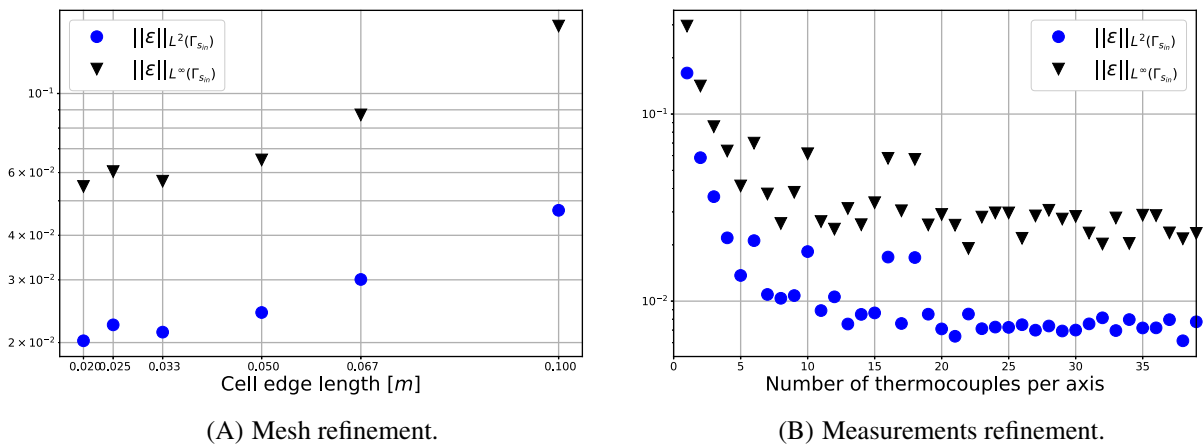 ||ε||L²(Γsin)
||ε||L∞(Γsin)
10⁻¹
6 × 10⁻²
4 × 10⁻²
3 × 10⁻²
2 × 10⁻²
0.020 0.025 0.033 0.050 0.067 0.100
Cell edge length [m]
(A) Mesh refinement.
||ε||L²(Γsin)
||ε||L∞(Γsin)
10⁻¹
10⁻²
0 5 10 15 20 25 30 35
Number of thermocouples per axis
(B) Measurements refinement.